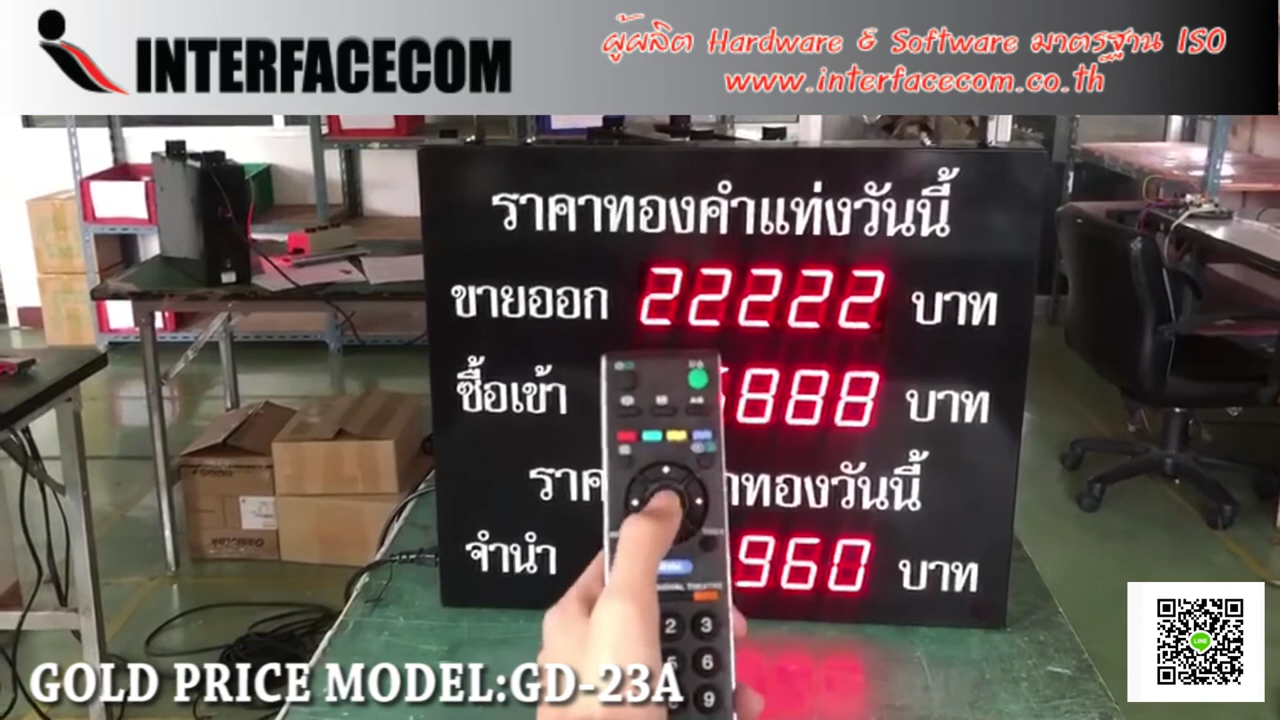 INTERFACECOM
ผู้ผลิต Hardware & Software มาตรฐาน ISO
www.interfacecom.co.th
ราคาทองคำแท่งวันนี้
ขายออก 22222 บาท
ซื้อเข้า 888 บาท
ทองวันนี้
จำนำ 960 บาท
2 3
6
9
LINE
GOLD PRICE MODEL:GD-23A